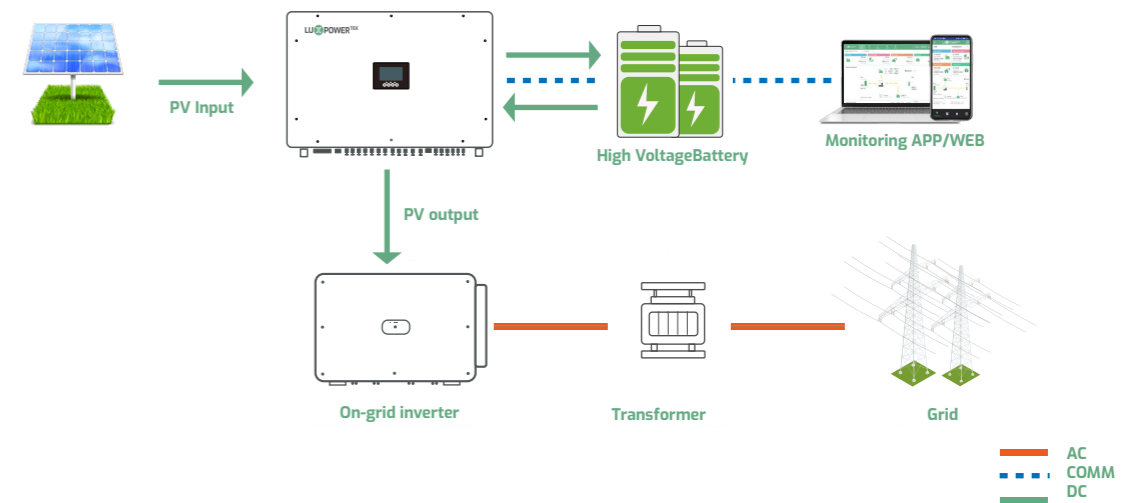 LUXPOWERTEK
PV Input
High VoltageBattery
Monitoring APP/WEB
PV output
On-grid inverter
Transformer
Grid
AC
COMM
DC